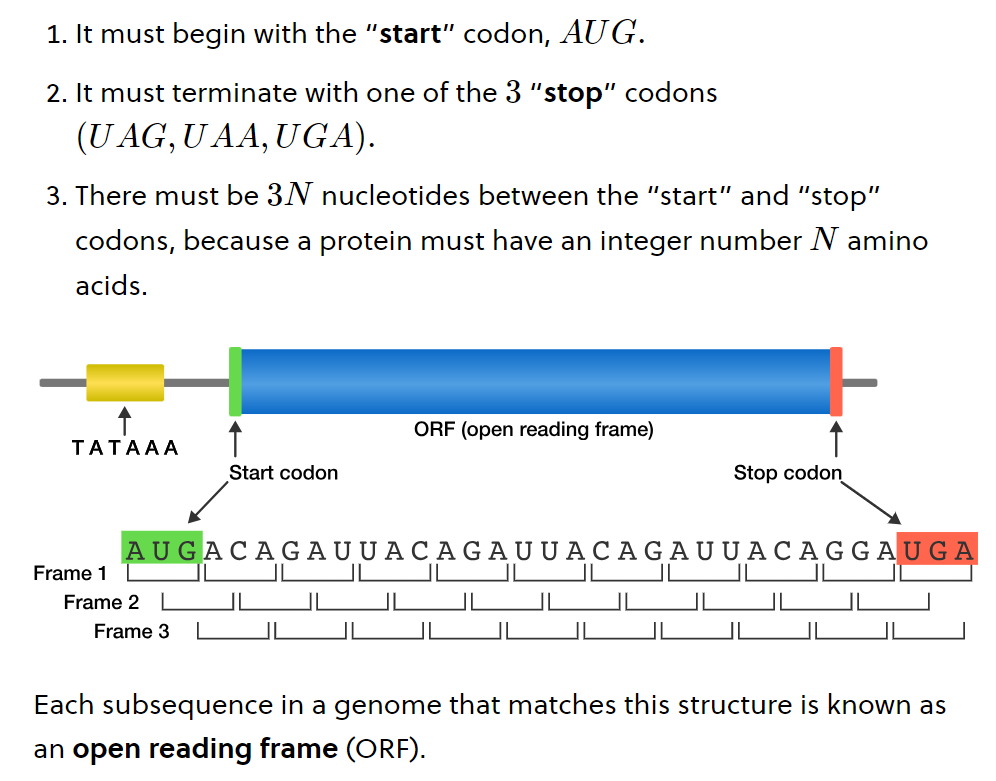 1. It must begin with the “start” codon, AUG.
2. It must terminate with one of the 3 “stop” codons
(UAG, UAA, UGA).
3. There must be 3N nucleotides between the “start” and “stop”
codons, because a protein must have an integer number N amino
acids.
TATAAA
ORF (open reading frame)
Start codon
Stop codon
AUGACAGAUUACAGAUUACAGAUUACAGGAUGA
Frame 1
Frame 2
Frame 3
Each subsequence in a genome that matches this structure is known as
an open reading frame (ORF).